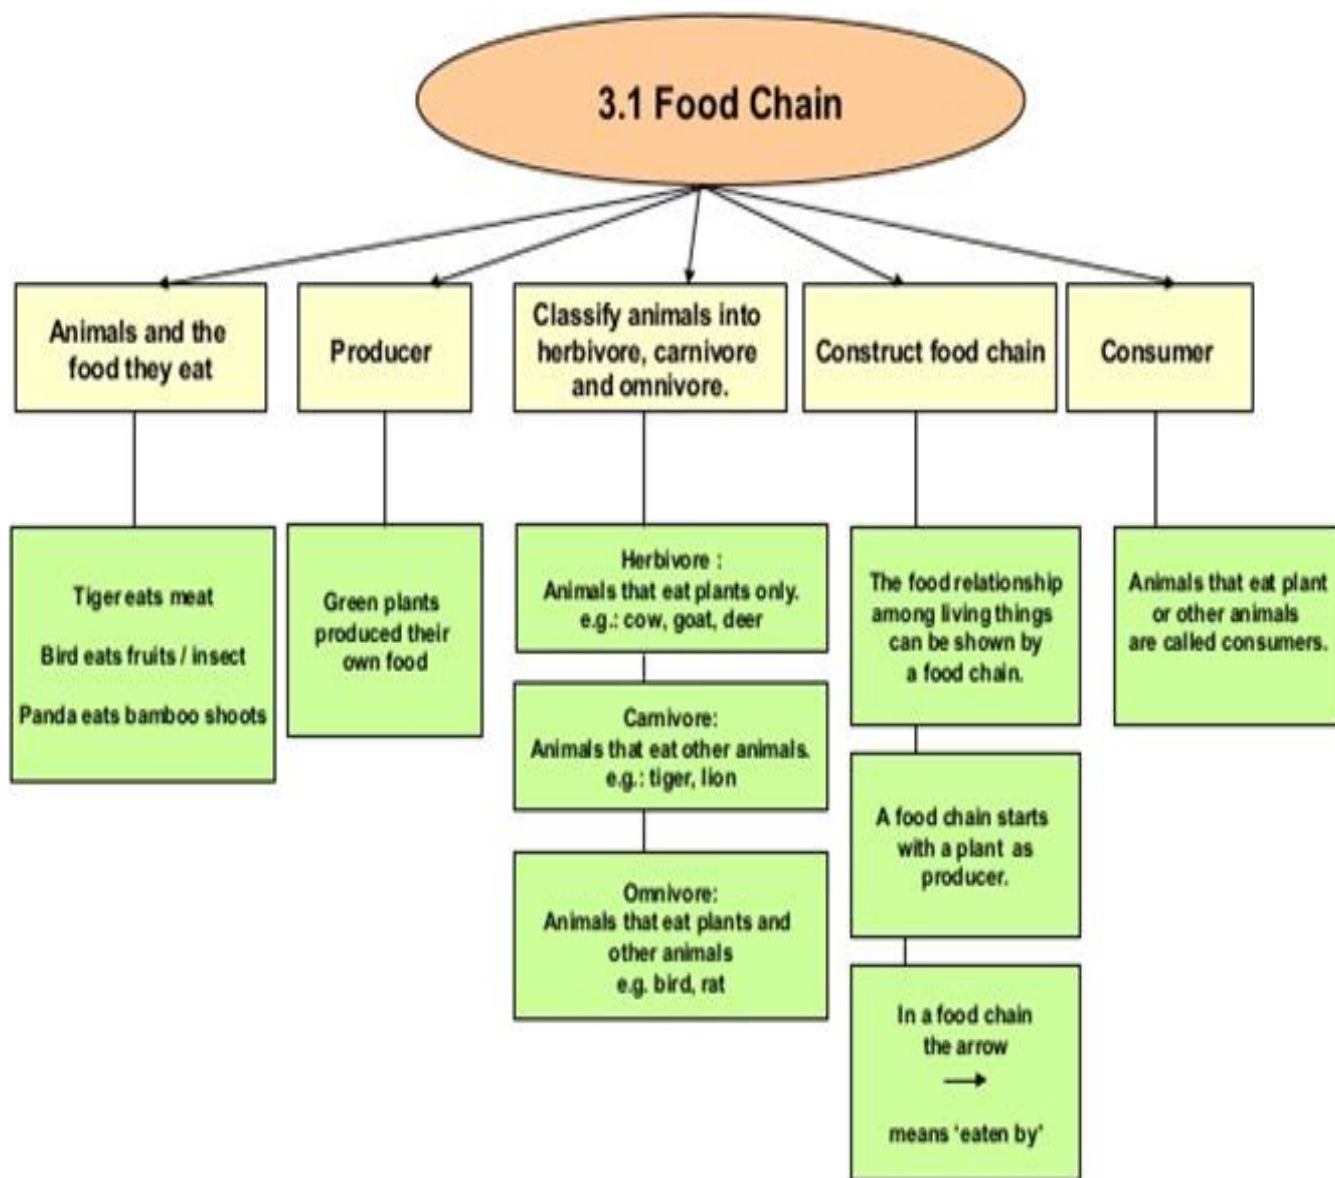 3.1 Food Chain
Animals and the
food they eat
Producer
Classify animals into
herbivore, carnivore
and omnivore.
Construct food chain
Consumer
Tiger eats meat
Bird eats fruits / insect
Panda eats bamboo shoots
Green plants
produced their
own food
Herbivore :
Animals that eat plants only.
e.g.: cow, goat, deer
Carnivore:
Animals that eat other animals.
e.g.: tiger, lion
Omnivore:
Animals that eat plants and
other animals
e.g. bird, rat
The food relationship
among living things
can be shown by
a food chain.
A food chain starts
with a plant as
producer.
In a food chain
the arrow
→
means ‘eaten by’
Animals that eat plant
or other animals
are called consumers.